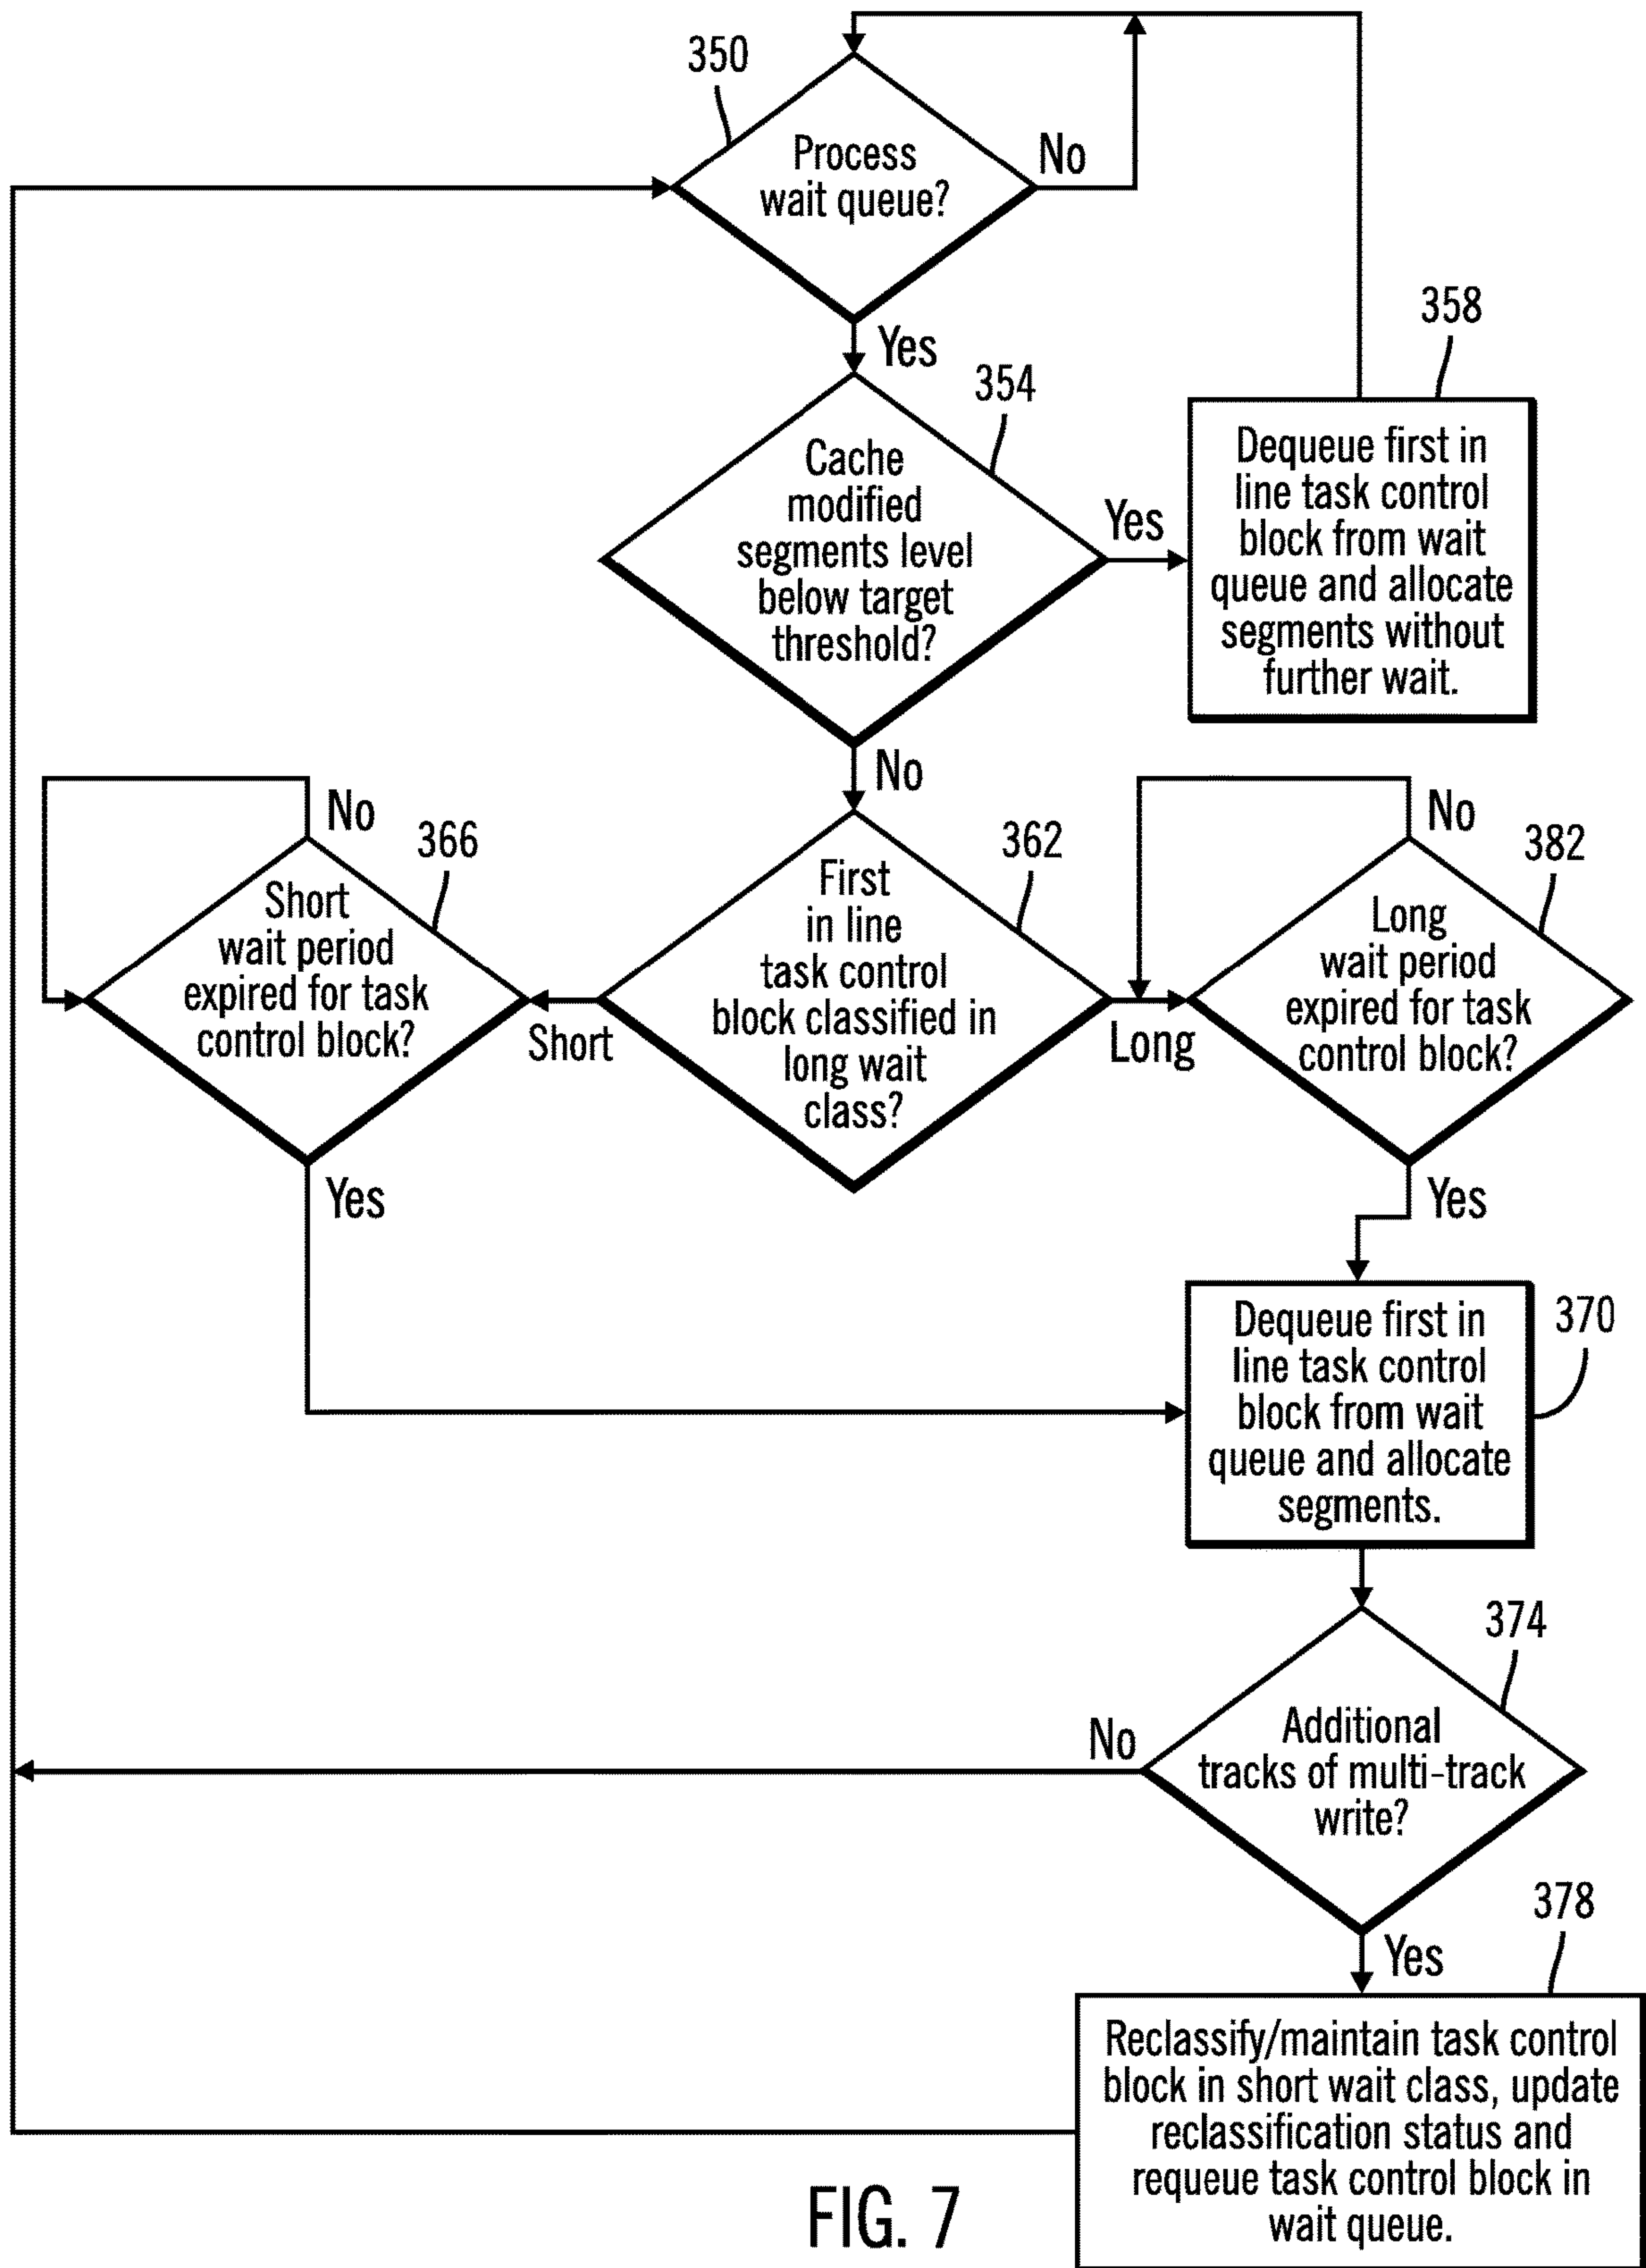 350
Process
wait queue?
No
Yes
354
Cache
modified
segments level
below target
threshold?
Yes
358
Dequeue first in
line task control
block from wait
queue and allocate
segments without
further wait.
No
No
366
Short
wait period
expired for task
control block?
Short
Yes
362
First
in line
task control
block classified in
long wait
class?
Long
No
382
Long
wait period
expired for task
control block?
Yes
Dequeue first in
line task control
block from wait
queue and allocate
segments.
370
374
No
Additional
tracks of multi-track
write?
Yes
378
Reclassify/maintain task control
block in short wait class, update
reclassification status and
requeue task control block in
wait queue.
FIG. 7